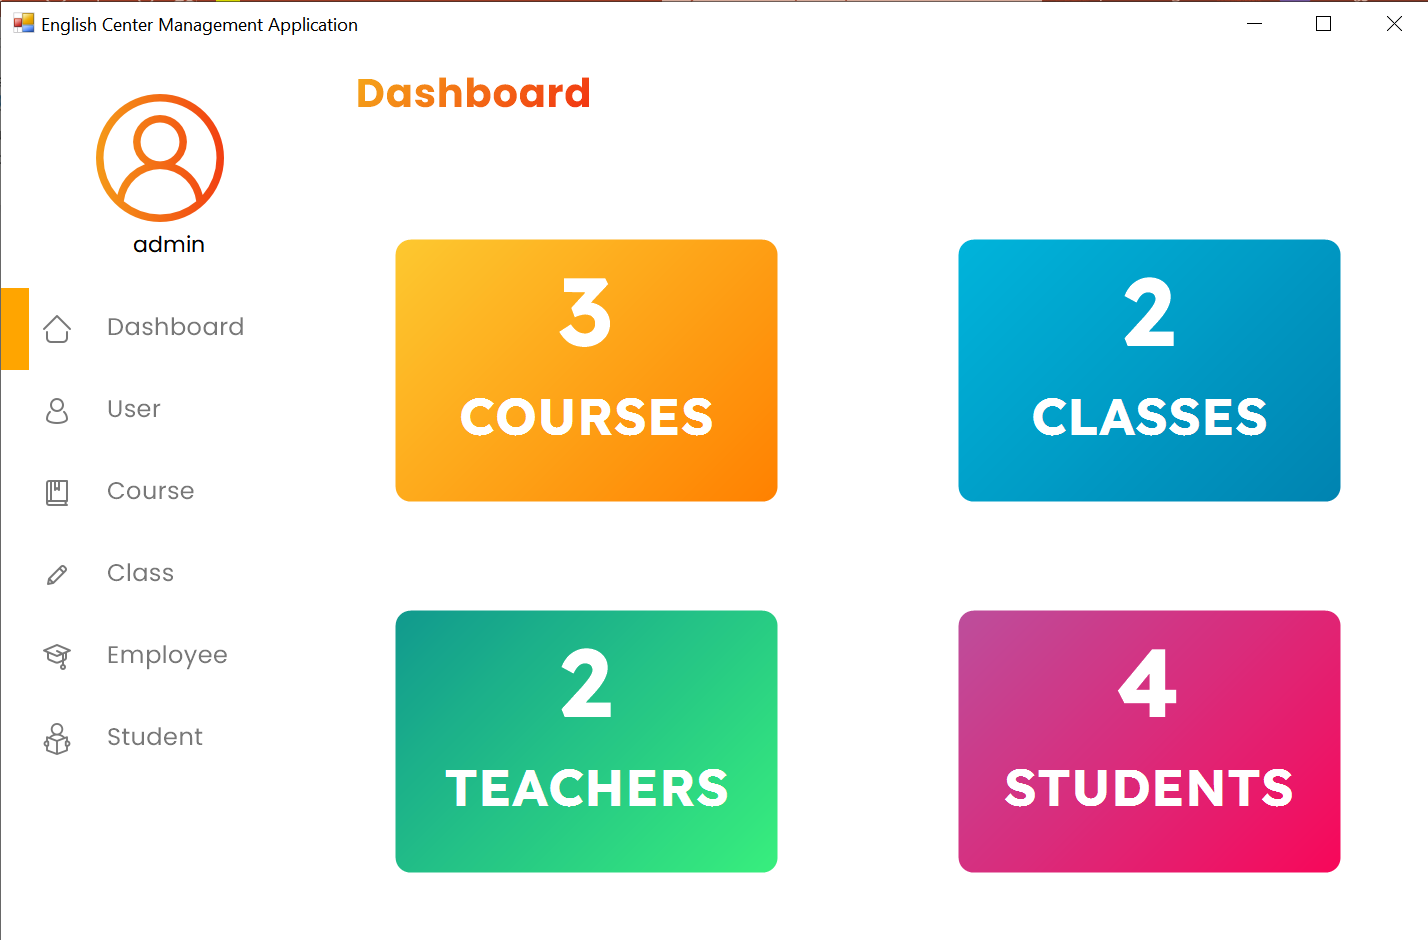 English Center Management Application
Dashboard
admin
Dashboard
User
Course
Class
Employee
Student
3
COURSES
2
CLASSES
2
TEACHERS
4
STUDENTS